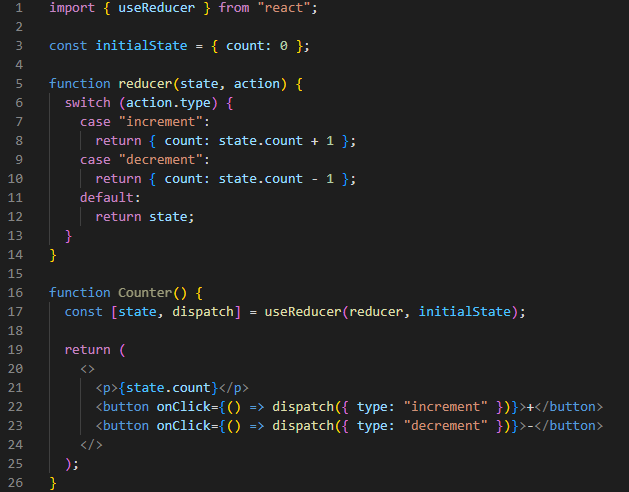 1 import { useReducer } from "react";
2
3 const initialState = { count: 0 };
4
5 function reducer(state, action) {
6   switch (action.type) {
7     case "increment":
8       return { count: state.count + 1 };
9     case "decrement":
10       return { count: state.count - 1 };
11     default:
12       return state;
13   }
14 }
15
16 function Counter() {
17   const [state, dispatch] = useReducer(reducer, initialState);
18
19   return (
20     <>
21       <p>{state.count}</p>
22       <button onClick={() => dispatch({ type: "increment" })}>+</button>
23       <button onClick={() => dispatch({ type: "decrement" })}>-</button>
24     </>
25   );
26 }